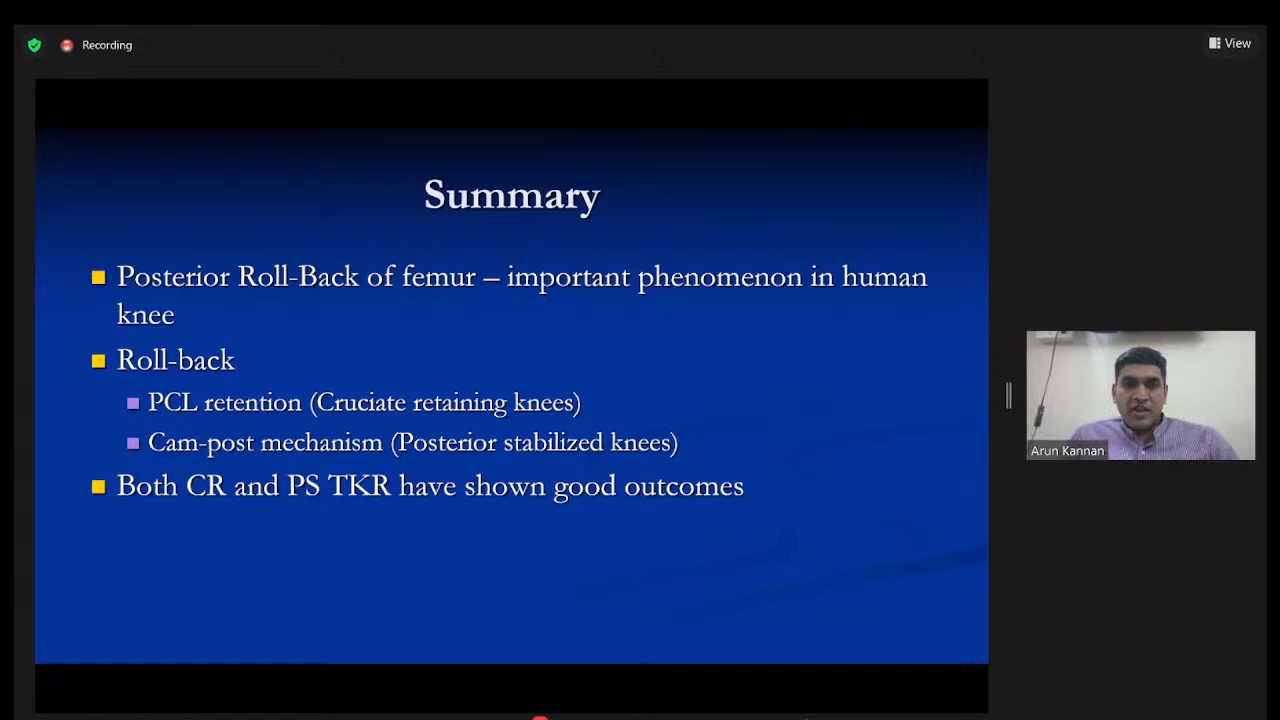 Recording
View
Summary
Posterior Roll-Back of femur – important phenomenon in human
knee
Roll-back
PCL retention (Cruciate retaining knees)
Cam-post mechanism (Posterior stabilized knees)
Both CR and PS TKR have shown good outcomes
Arun Kannan